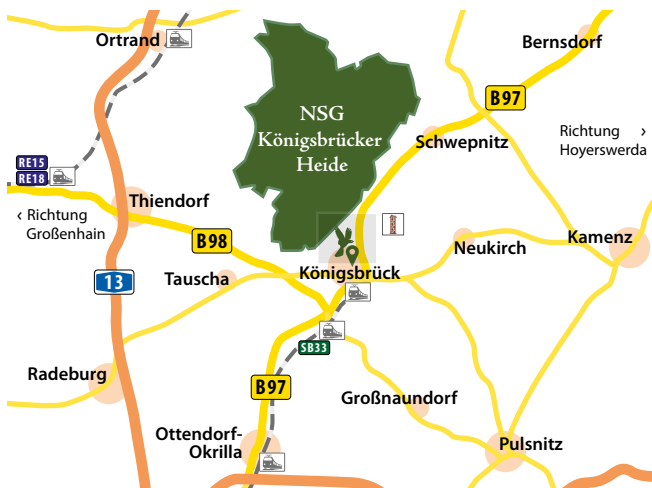 Ortrand
Bernsdorf
B97
NSG
Königsbrücker
Heide
Richtung ›
Hoyerswerda
Schwepnitz
RE15
RE18
Thiendorf
‹ Richtung
Großenhain
B98
Neukirch
Kamenz
Tauscha
Königsbrück
13
SB33
Radeburg
B97
Großnaundorf
Ottendorf-
Okrilla
Pulsnitz